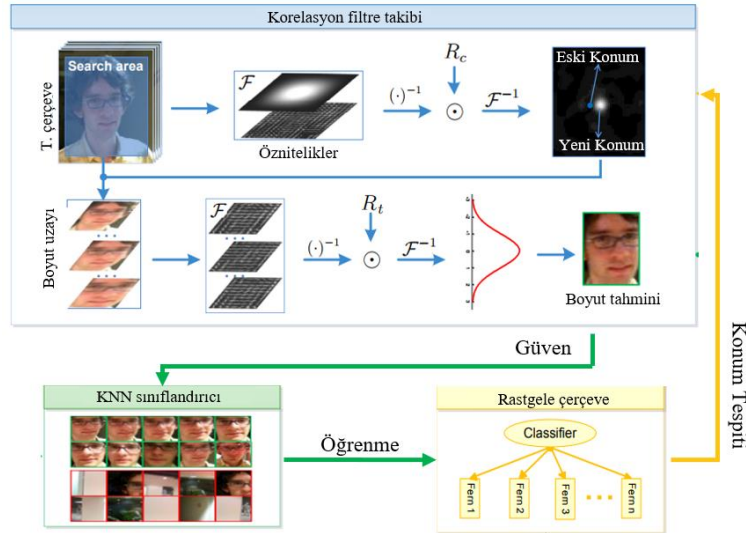 Korelasyon filtre takibi
Search area
T. çerçeve
ℱ
Öznitelikler
(·)⁻¹
R_c
⊙
ℱ⁻¹
Eski Konum
Yeni Konum
Boyut uzayı
ℱ
(·)⁻¹
R_t
⊙
ℱ⁻¹
Boyut tahmini
Güven
KNN sınıflandırıcı
Öğrenme
Rastgele çerçeve
Classifier
Fern 1
Fern 2
Fern 3
Fern n
Konum Tespiti